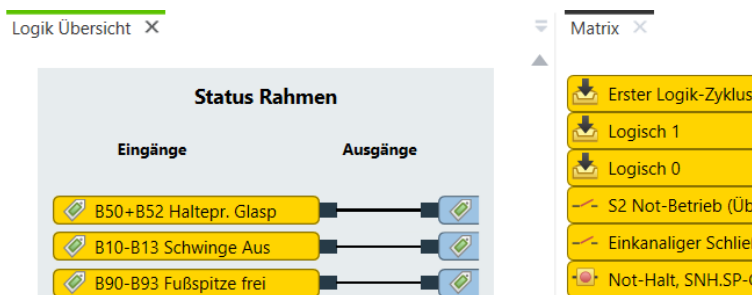 Logik Übersicht
Status Rahmen
Eingänge Ausgänge
B50+B52 Haltepr. Glasp
B10-B13 Schwinge Aus
B90-B93 Fußspitze frei
Matrix
Erster Logik-Zyklus
Logisch 1
Logisch 0
S2 Not-Betrieb (Üb
Einkanaliger Schlie
Not-Halt, SNH.SP-